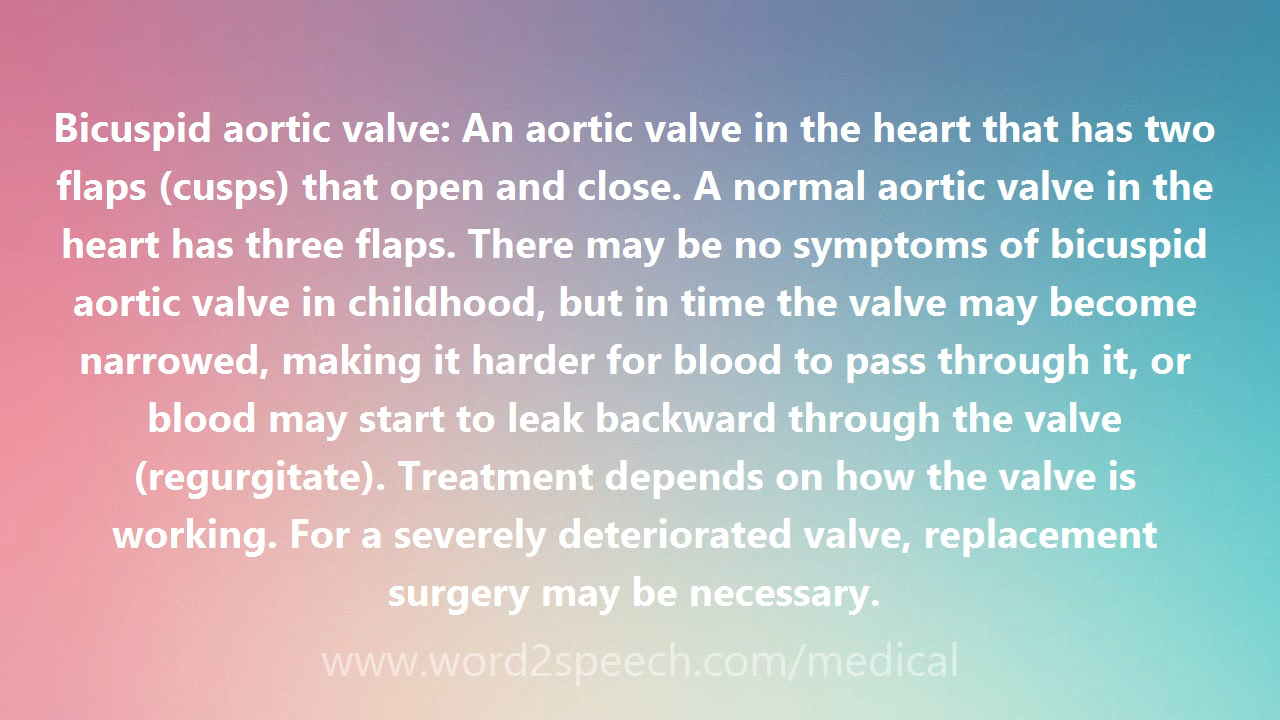 Bicuspid aortic valve: An aortic valve in the heart that has two
flaps (cusps) that open and close. A normal aortic valve in the
heart has three flaps. There may be no symptoms of bicuspid
aortic valve in childhood, but in time the valve may become
narrowed, making it harder for blood to pass through it, or
blood may start to leak backward through the valve
(regurgitate). Treatment depends on how the valve is
working. For a severely deteriorated valve, replacement
surgery may be necessary.
www.word2speech.com/medical